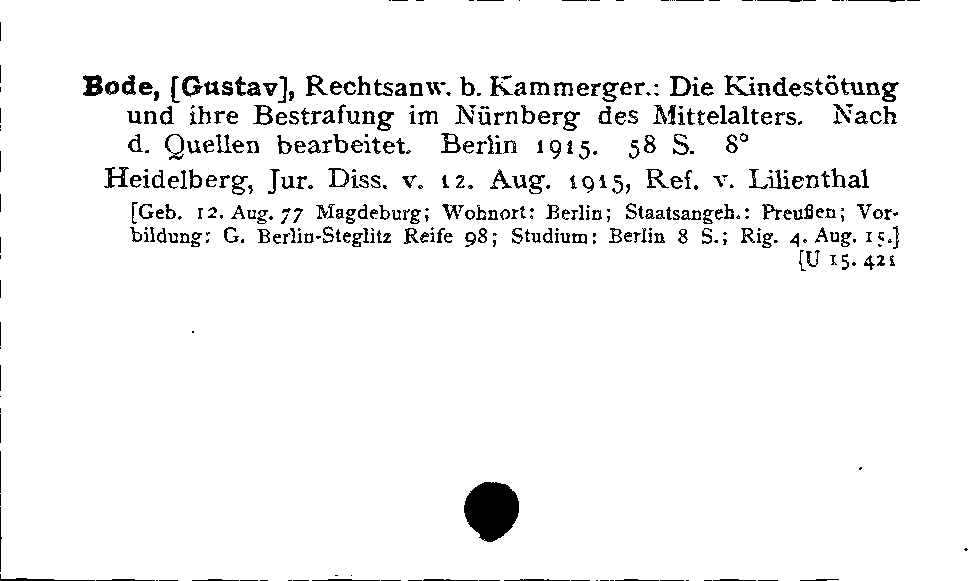 Bode, [Gustav], Rechtsanw. b. Kammerger.: Die Kindestötung
und ihre Bestrafung im Nürnberg des Mittelalters. Nach
d. Quellen bearbeitet. Berlin 1915. 58 S. 8°
Heidelberg, Jur. Diss. v. 12. Aug. 1915, Ref. v. Lilienthal
[Geb. 12. Aug. 77 Magdeburg; Wohnort: Berlin; Staatsangeh.: Preußen; Vor-
bildung: G. Berlin-Steglitz Reife 98; Studium: Berlin 8 S.; Rig. 4. Aug. 15.]
[U 15. 421